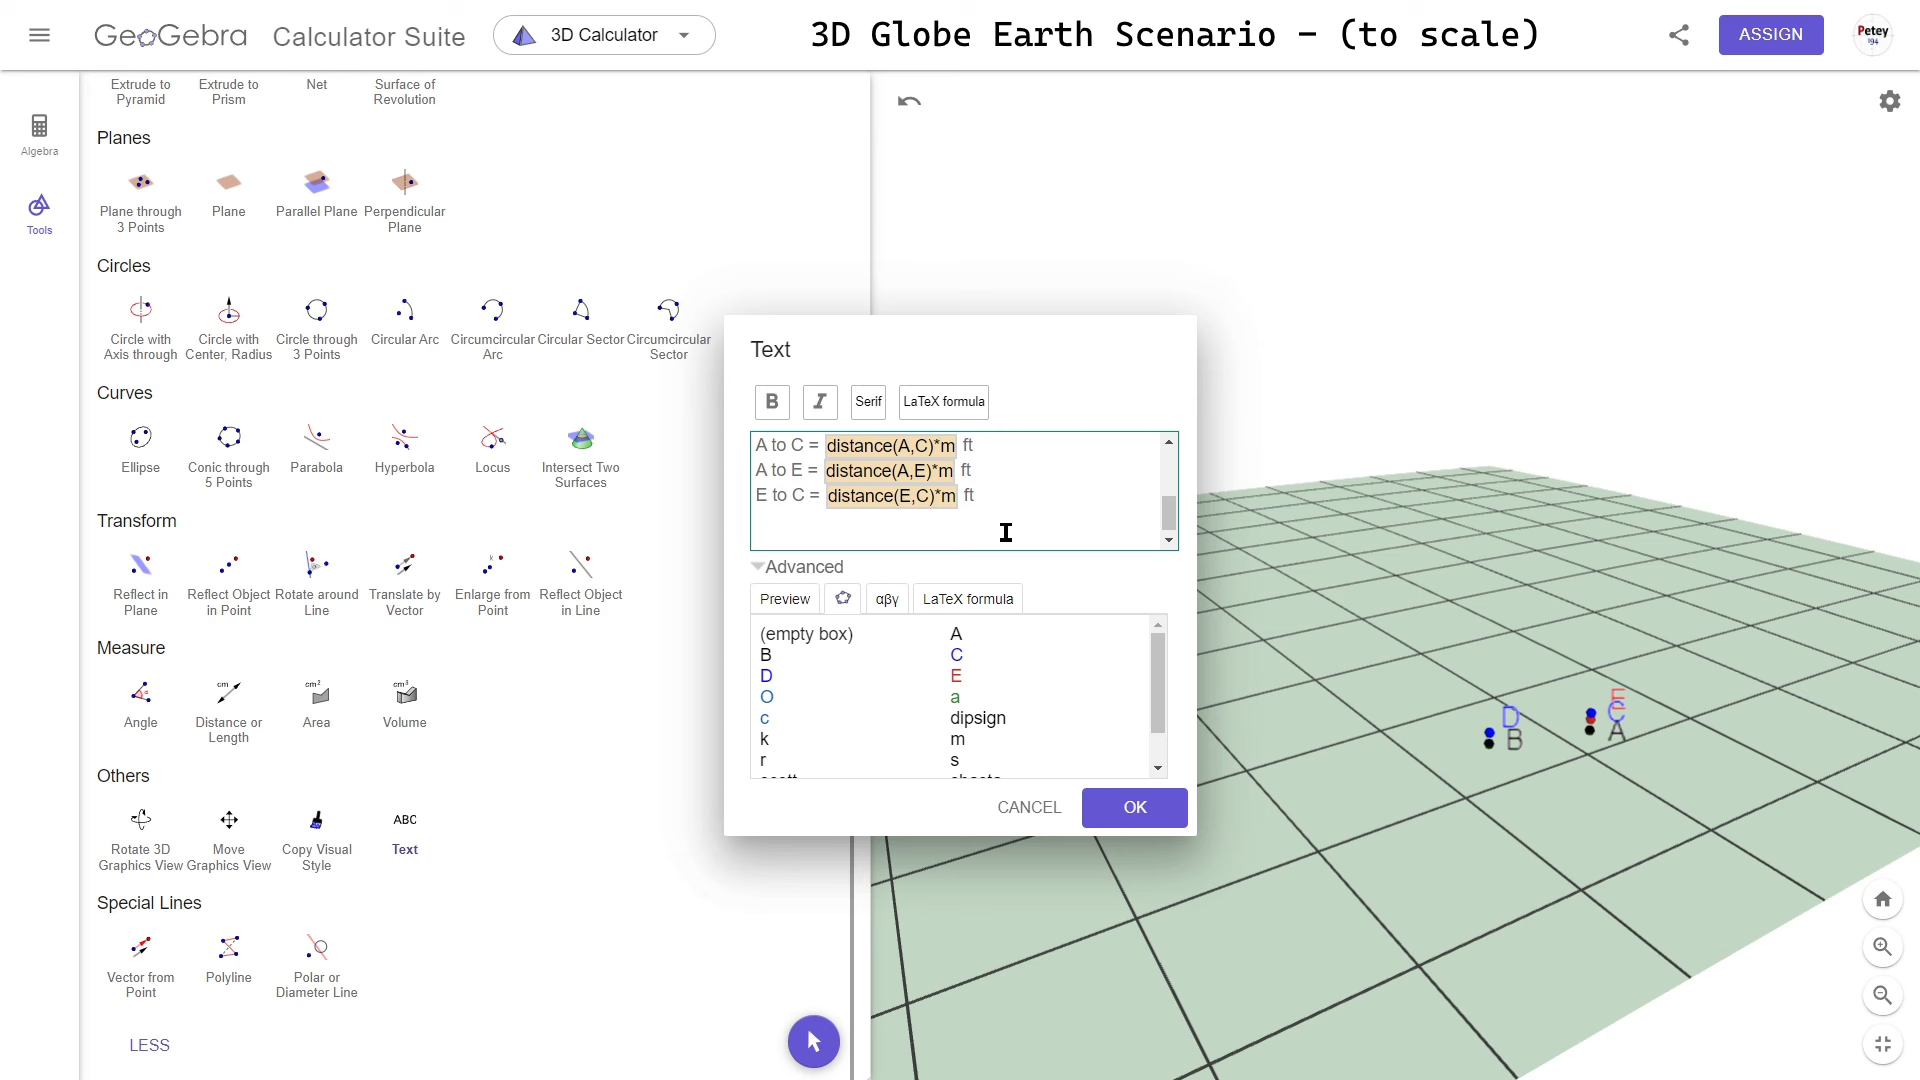 GeoGebra Calculator Suite
3D Calculator
3D Globe Earth Scenario - (to scale)
ASSIGN
Petey
194
Algebra
Tools
Extrude to Pyramid
Extrude to Prism
Net
Surface of Revolution
Planes
Plane through 3 Points
Plane
Parallel Plane
Perpendicular Plane
Circles
Circle with Axis through
Circle with Center, Radius
Circle through 3 Points
Circular Arc
Circumcircular Arc
Circular Sector
Circumcircular Sector
Curves
Ellipse
Conic through 5 Points
Parabola
Hyperbola
Locus
Intersect Two Surfaces
Transform
Reflect in Plane
Reflect Object in Point
Rotate around Line
Translate by Vector
Enlarge from Point
Reflect Object in Line
Measure
Angle
cm
Distance or Length
cm²
Area
cm³
Volume
Others
Rotate 3D Graphics View
Move Graphics View
Copy Visual Style
ABC
Text
Special Lines
Vector from Point
Polyline
Polar or Diameter Line
LESS
Text
B I Serif LaTeX formula
A to C = distance(A,C)*m ft
A to E = distance(A,E)*m ft
E to C = distance(E,C)*m ft
Advanced
Preview αβγ LaTeX formula
(empty box) A
B C
D E
O a
c dipsign
k m
r s
CANCEL OK
D
B
E
C
A